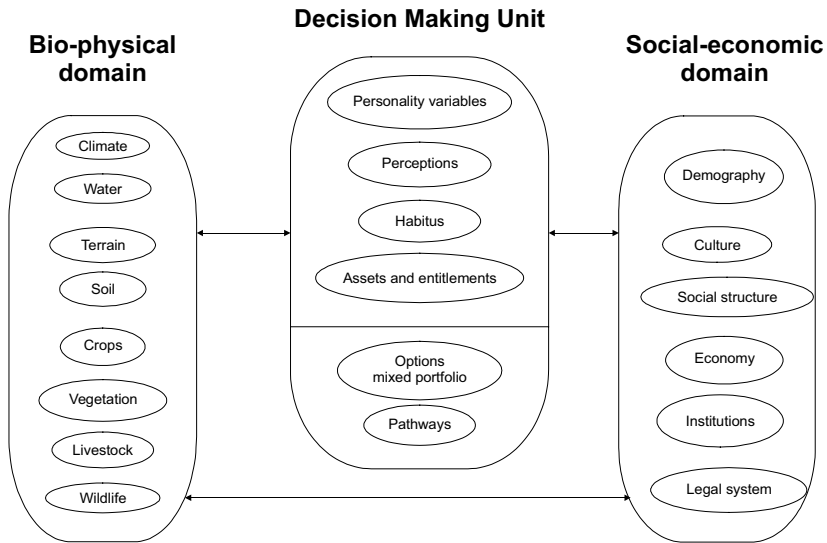 Decision Making Unit
Bio-physical
domain
Social-economic
domain
Climate
Water
Terrain
Soil
Crops
Vegetation
Livestock
Wildlife
Personality variables
Perceptions
Habitus
Assets and entitlements
Options
mixed portfolio
Pathways
Demography
Culture
Social structure
Economy
Institutions
Legal system